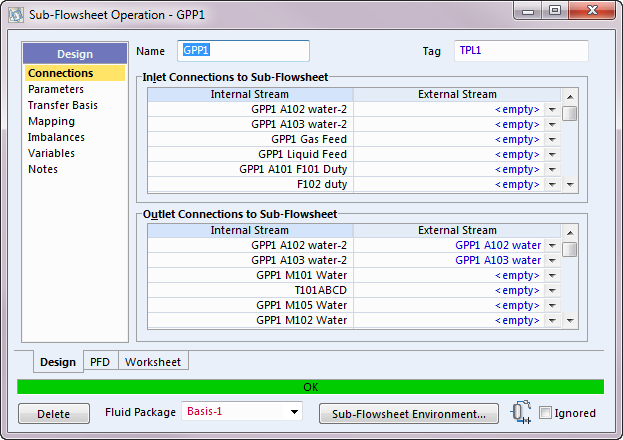 Sub-Flowsheet Operation - GPP1
Design
Connections
Parameters
Transfer Basis
Mapping
Imbalances
Variables
Notes
Name GPP1 Tag TPL1
Inlet Connections to Sub-Flowsheet
Internal Stream External Stream
GPP1 A102 water-2 <empty>
GPP1 A103 water-2 <empty>
GPP1 Gas Feed <empty>
GPP1 Liquid Feed <empty>
GPP1 A101 F101 Duty <empty>
F102 duty <empty>
Outlet Connections to Sub-Flowsheet
Internal Stream External Stream
GPP1 A102 water-2 GPP1 A102 water
GPP1 A103 water-2 GPP1 A103 water
GPP1 M101 Water <empty>
T101ABCD <empty>
GPP1 M105 Water <empty>
GPP1 M102 Water <empty>
Design PFD Worksheet
OK
Delete Fluid Package Basis-1 Sub-Flowsheet Environment... Ignored